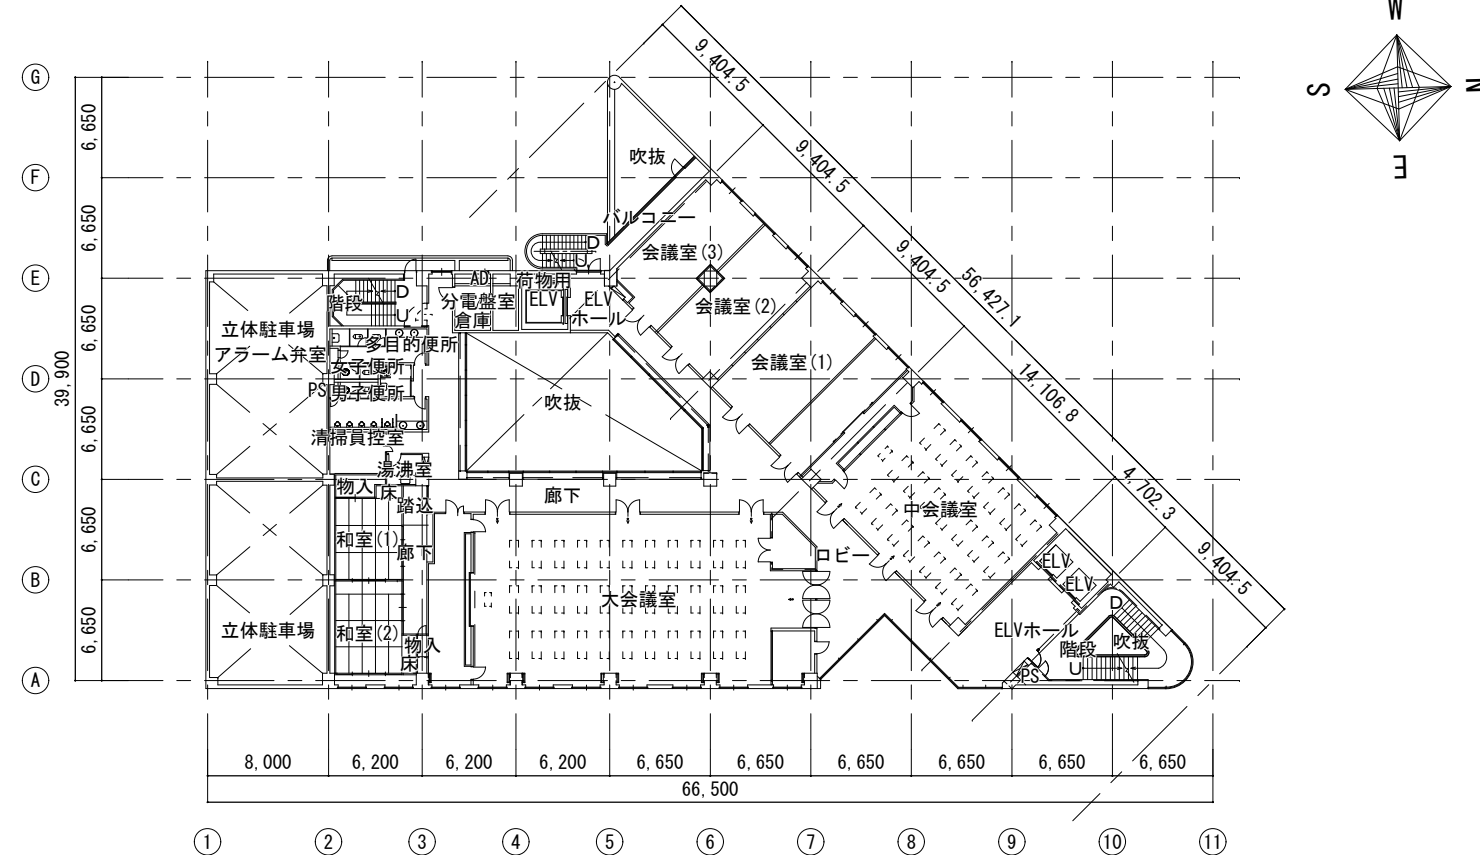 W
S
N
E
G
F
E
D
C
B
A
6,650
6,650
6,650
6,650
6,650
6,650
39,900
9,404.5
9,404.5
9,404.5
56,427.1
14,106.8
4,702.3
9,404.5
吹抜
バルコニー
D
U
会議室(3)
会議室(2)
会議室(1)
AD
荷物用
ELV
ELV
ホール
分電盤室
倉庫
階段
D
U
立体駐車場
アラーム弁室
多目的便所
女子便所
PS
男子便所
清掃員控室
湯沸室
吹抜
物入
床
踏込
廊下
和室(1)
廊下
中会議室
ロビー
ELV
ELV
大会議室
立体駐車場
和室(2)
物入
床
ELVホール
D
階段
吹抜
U
PS
8,000
6,200
6,200
6,200
6,650
6,650
6,650
6,650
6,650
6,650
66,500
1
2
3
4
5
6
7
8
9
10
11